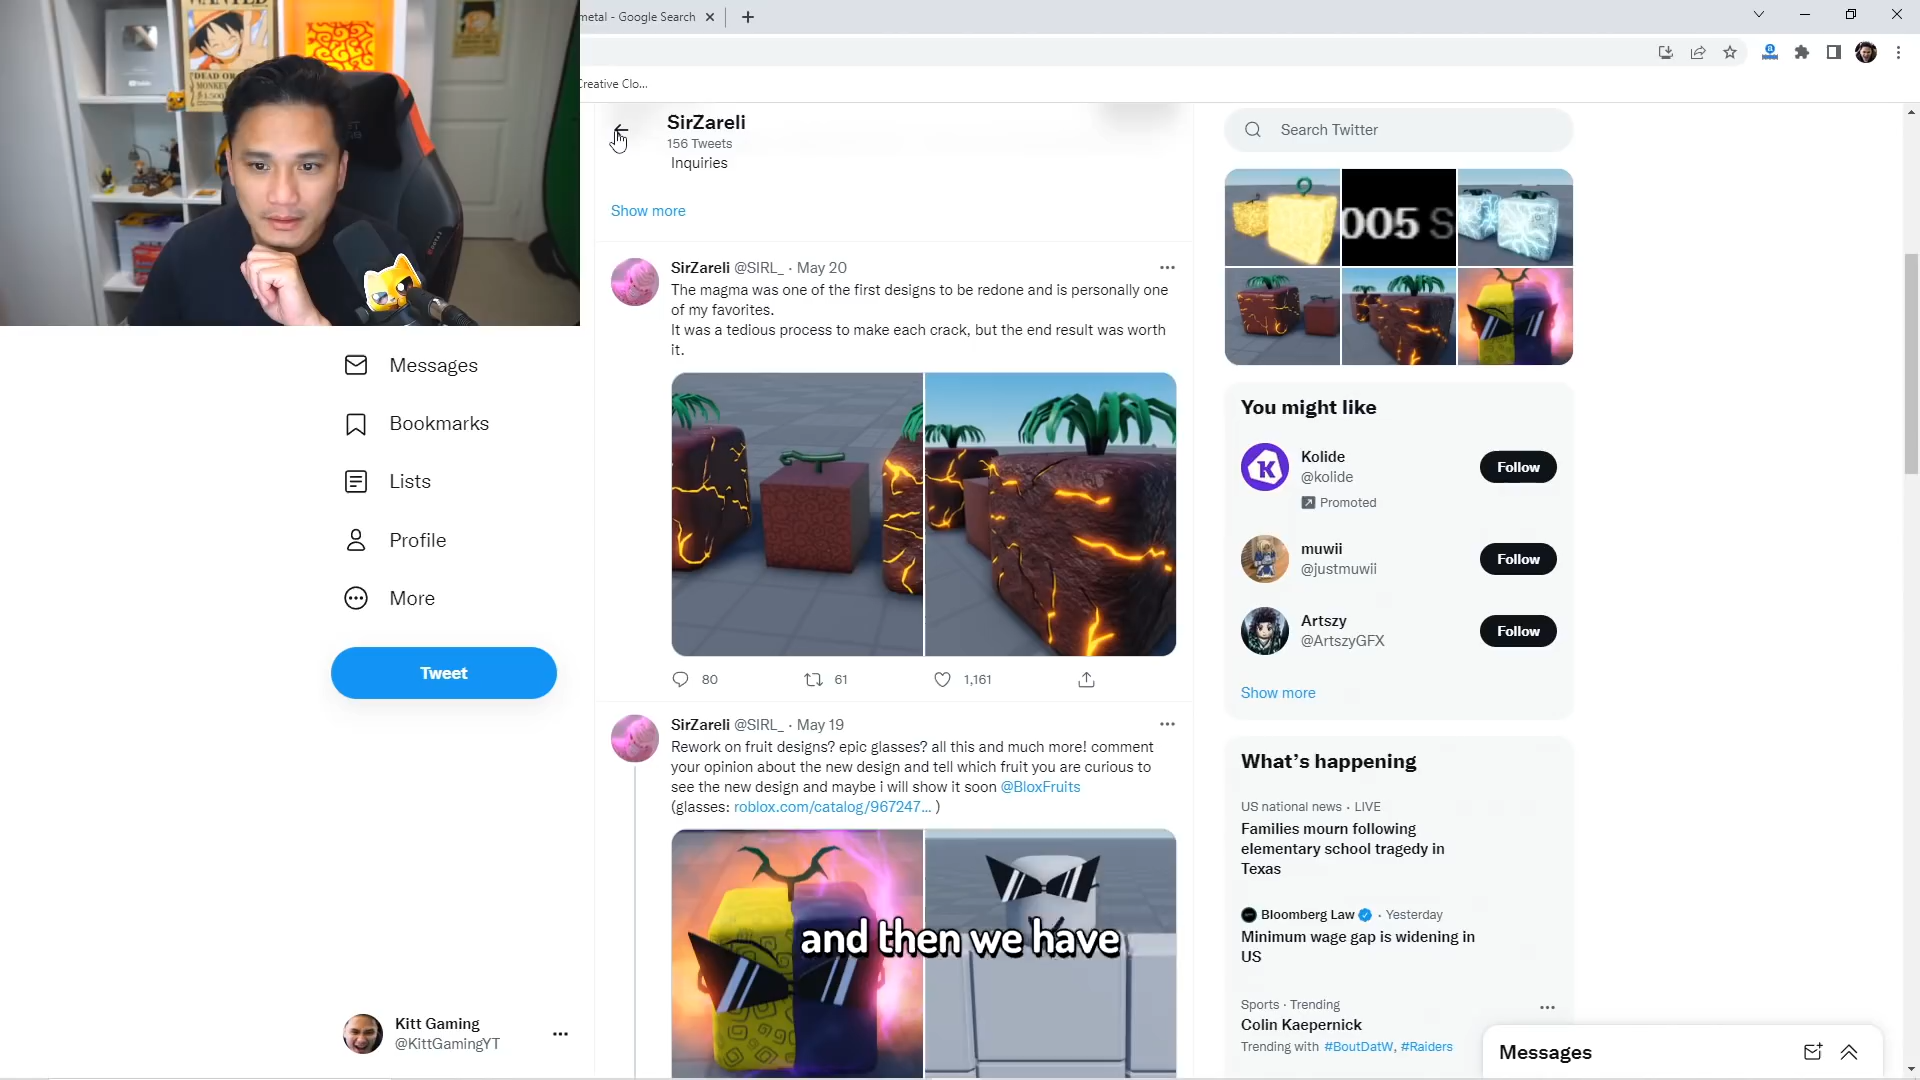 metal - Google Search
Creative Clo...
DEAD OR
MONKEY
SirZareli
156 Tweets
Inquiries
Show more
SirZareli @SIRL_ · May 20
The magma was one of the first designs to be redone and is personally one
of my favorites.
It was a tedious process to make each crack, but the end result was worth
it.
80
61
1,161
SirZareli @SIRL_ · May 19
Rework on fruit designs? epic glasses? all this and much more! comment
your opinion about the new design and tell which fruit you are curious to
see the new design and maybe i will show it soon @BloxFruits
(glasses: roblox.com/catalog/967247... )
and then we have
Messages
Bookmarks
Lists
Profile
More
Tweet
Kitt Gaming
@KittGamingYT
Search Twitter
005 S
You might like
Kolide
@kolide
Promoted
Follow
muwii
@justmuwii
Follow
Artszy
@ArtszyGFX
Follow
Show more
What's happening
US national news · LIVE
Families mourn following
elementary school tragedy in
Texas
Bloomberg Law · Yesterday
Minimum wage gap is widening in
US
Sports · Trending
Colin Kaepernick
Trending with #BoutDatW, #Raiders
Messages